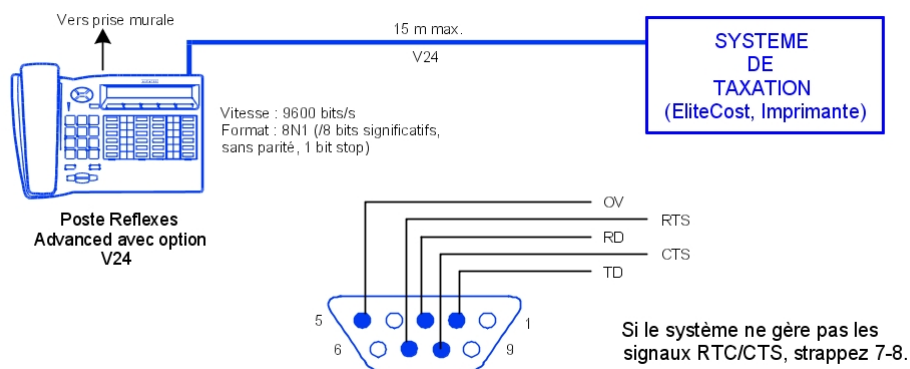 Vers prise murale
15 m max.
V24
SYSTEME
DE
TAXATION
(EliteCost, Imprimante)
Vitesse : 9600 bits/s
Format : 8N1 (/8 bits significatifs,
sans parité, 1 bit stop)
Poste Reflexes
Advanced avec option
V24
OV
RTS
RD
CTS
TD
5
1
6
9
Si le système ne gère pas les
signaux RTC/CTS, strappez 7-8.